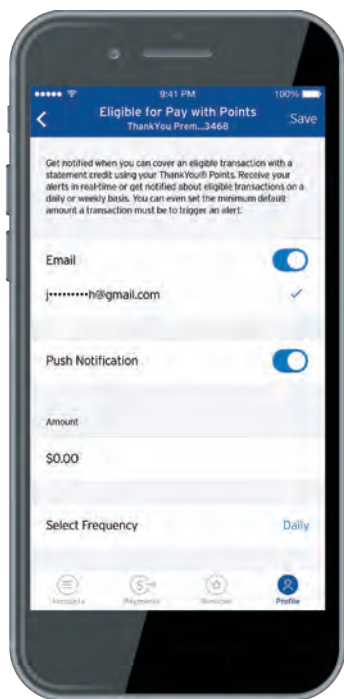 9:41 PM
100%
Eligible for Pay with Points
Save
ThankYou Prem...3468
Get notified when you can cover an eligible transaction with a
statement credit using your ThankYou® Points. Receive your
alerts in real-time or get notified about eligible transactions on a
daily or weekly basis. You can even set the minimum default
amount a transaction must be to trigger an alert.
Email
j•••••••••h@gmail.com
Push Notification
Amount
$0.00
Select Frequency
Daily
Accounts
Payments
Profile